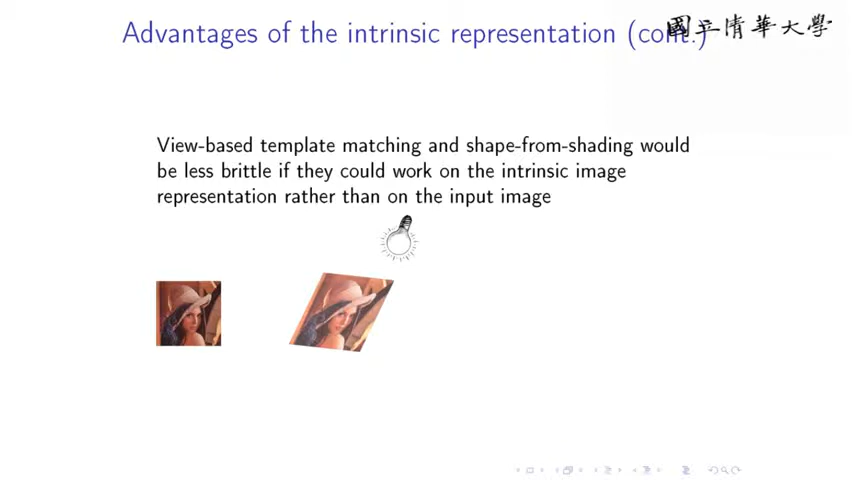 Advantages of the intrinsic representation (cont.)
國立清華大學
View-based template matching and shape-from-shading would
be less brittle if they could work on the intrinsic image
representation rather than on the input image